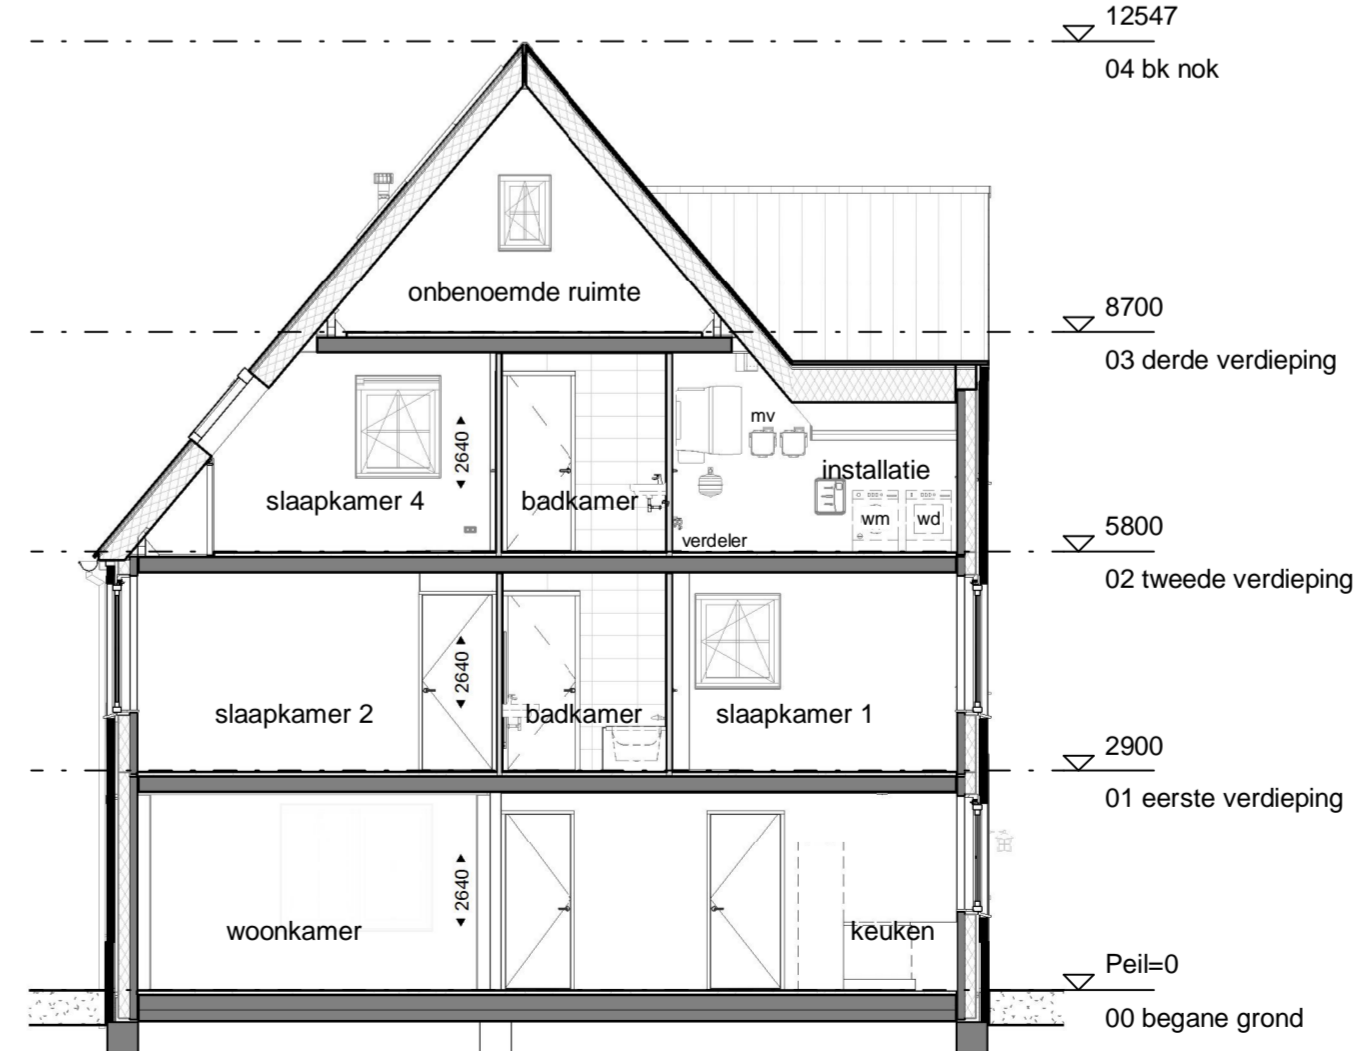 12547
04 bk nok
onbenoemde ruimte
8700
03 derde verdieping
mv
2640
installatie
slaapkamer 4
badkamer
wm
wd
verdeler
5800
02 tweede verdieping
2640
slaapkamer 2
badkamer
slaapkamer 1
2900
01 eerste verdieping
2640
woonkamer
keuken
Peil=0
00 begane grond